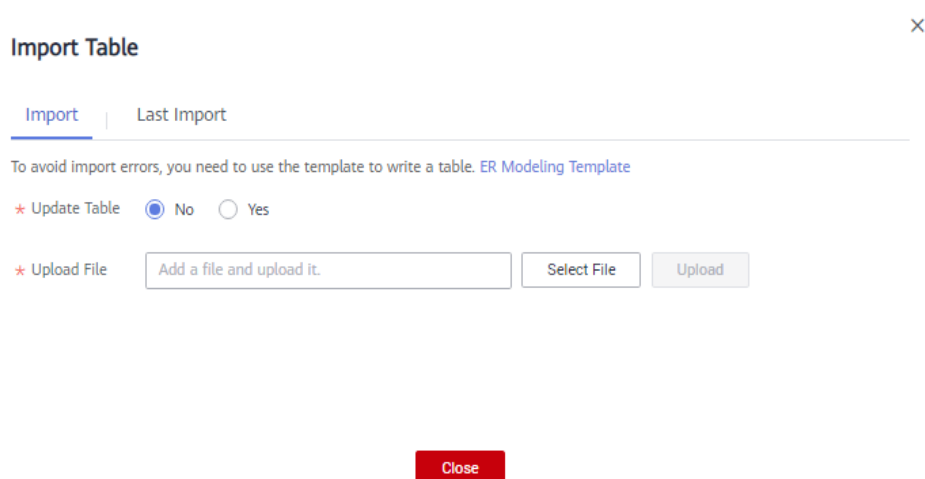 Import Table
Import
Last Import
To avoid import errors, you need to use the template to write a table. ER Modeling Template
* Update Table No Yes
* Upload File Add a file and upload it. Select File Upload
Close